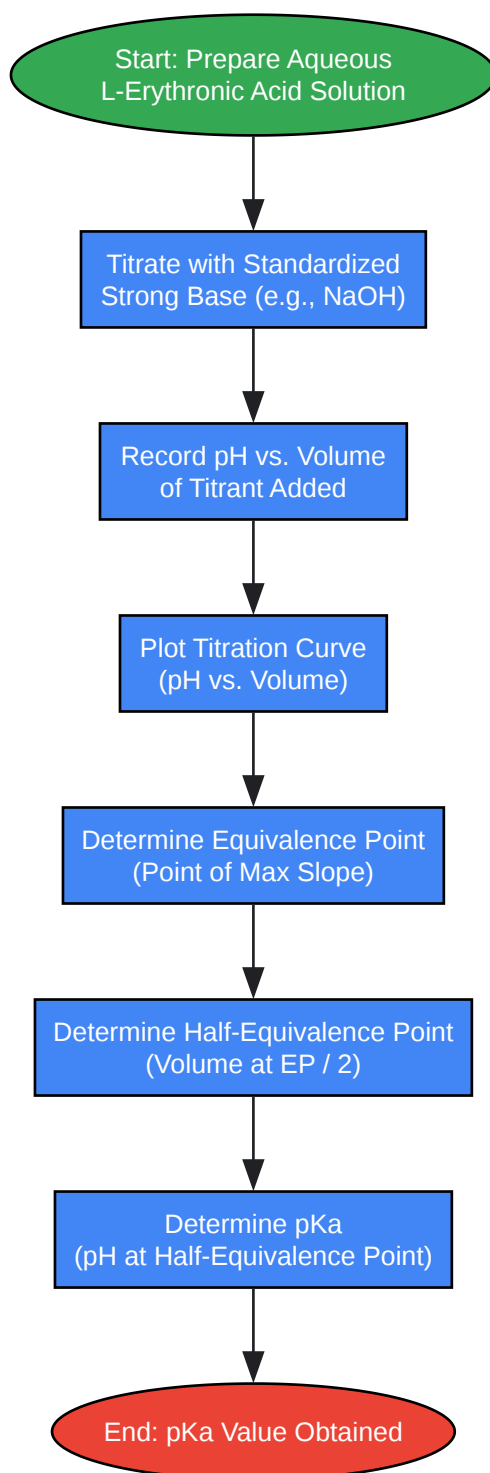 Start: Prepare Aqueous
L-Erythronic Acid Solution
Titrate with Standardized
Strong Base (e.g., NaOH)
Record pH vs. Volume
of Titrant Added
Plot Titration Curve
(pH vs. Volume)
Determine Equivalence Point
(Point of Max Slope)
Determine Half-Equivalence Point
(Volume at EP / 2)
Determine pKa
(pH at Half-Equivalence Point)
End: pKa Value Obtained